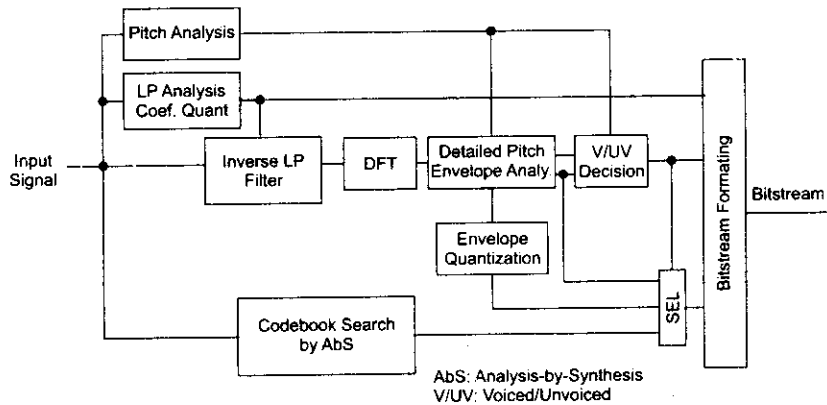 Pitch Analysis
LP Analysis
Coef. Quant
Input
Signal
Inverse LP
Filter
DFT
Detailed Pitch
Envelope Analy.
V/UV
Decision
Envelope
Quantization
Codebook Search
by AbS
SEL
Bitstream Formating
Bitstream
AbS: Analysis-by-Synthesis
V/UV: Voiced/Unvoiced